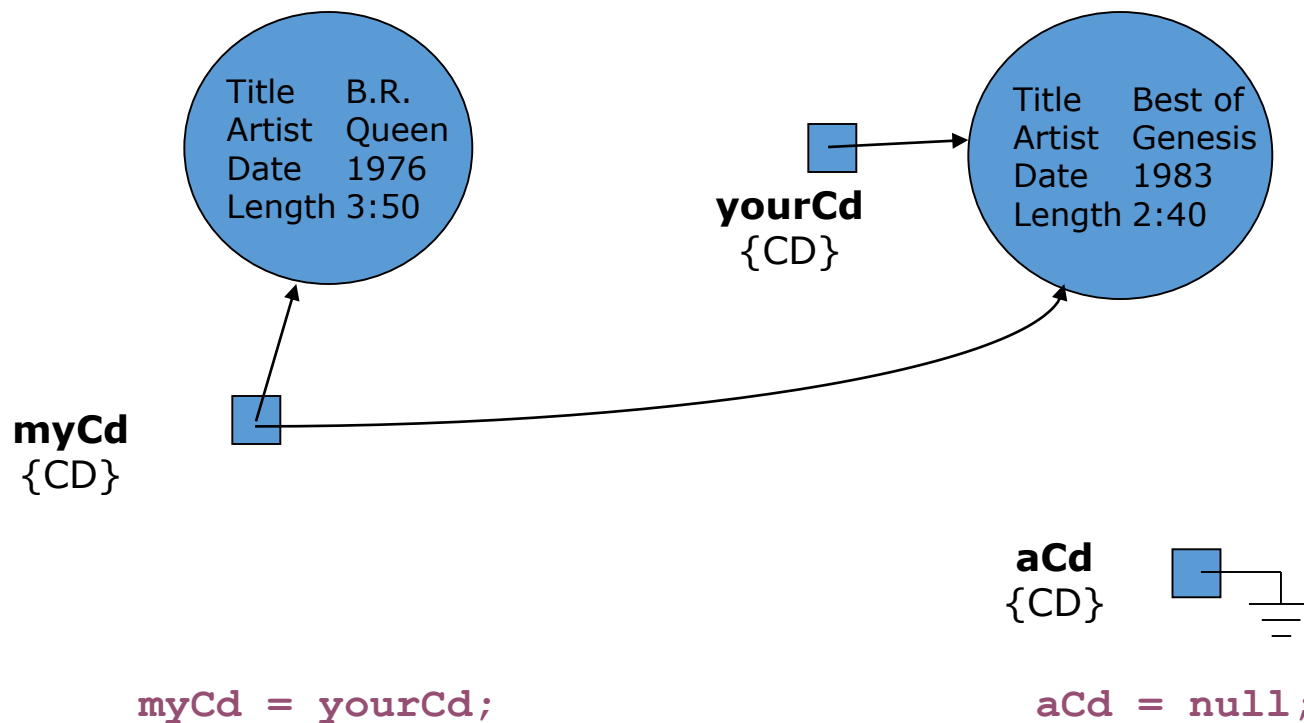 Title B.R.
Artist Queen
Date 1976
Length 3:50
Title Best of
Artist Genesis
Date 1983
Length 2:40
yourCd
{CD}
myCd
{CD}
aCd
{CD}
myCd = yourCd;
aCd = null;